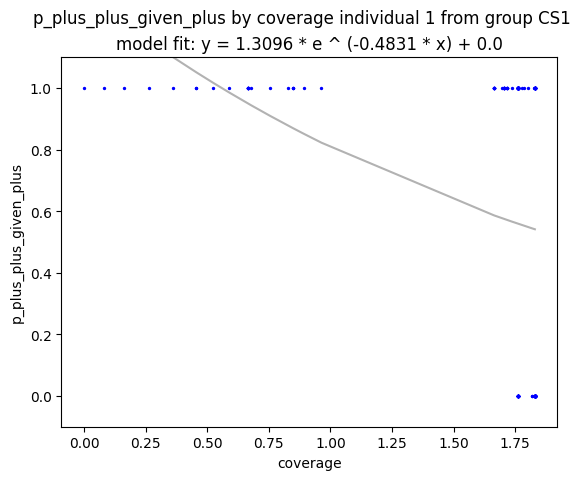 p_plus_plus_given_plus by coverage individual 1 from group CS1
model fit: y = 1.3096 * e ^ (-0.4831 * x) + 0.0
p_plus_plus_given_plus
1.0
0.8
0.6
0.4
0.2
0.0
0.00 0.25 0.50 0.75 1.00 1.25 1.50 1.75
coverage